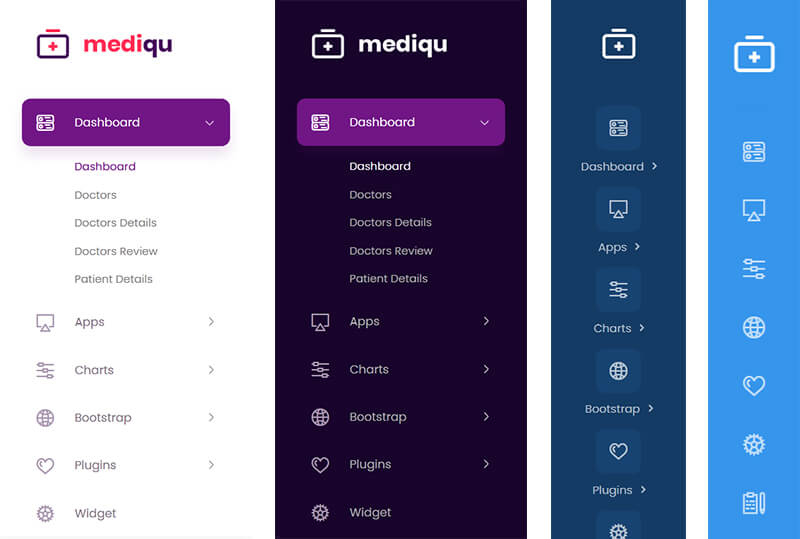 mediqu
Dashboard
Dashboard
Doctors
Doctors Details
Doctors Review
Patient Details
Apps
Charts
Bootstrap
Plugins
Widget
mediqu
Dashboard
Dashboard
Doctors
Doctors Details
Doctors Review
Patient Details
Apps
Charts
Bootstrap
Plugins
Widget
Dashboard
Apps
Charts
Bootstrap
Plugins